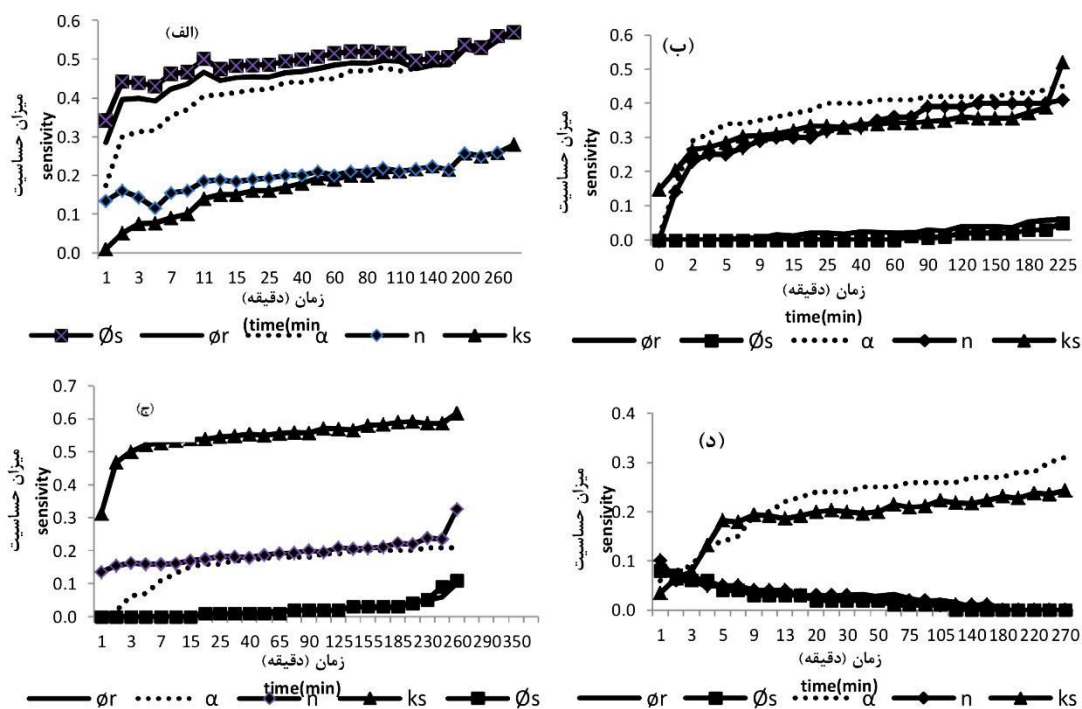 (الف)
0.6
0.5
0.4
0.3
0.2
0.1
0.0
میزان حساسیت
sensivity
1 3 7 11 15 25 40 60 80 110 140 200 260
زمان (دقیقه)
(time(min
Øs ør α n ks
(ب)
0.6
0.5
0.4
0.3
0.2
0.1
0.0
میزان حساسیت
sensivity
0 2 5 9 15 25 40 60 90 120 150 180 225
زمان (دقیقه)
time(min)
ør Øs α n ks
(ج)
0.7
0.6
0.5
0.4
0.3
0.2
0.1
0.0
میزان حساسیت
sensivity
1 3 7 15 25 40 65 90 125 155 185 230 260 290 350
زمان (دقیقه)
time(min)
ør α n ks Øs
(د)
0.4
0.3
0.2
0.1
0.0
میزان حساسیت
sensivity
1 3 5 9 13 20 30 50 75 105 140 180 220 270
زمان (دقیقه)
time(min)
ør Øs α n ks